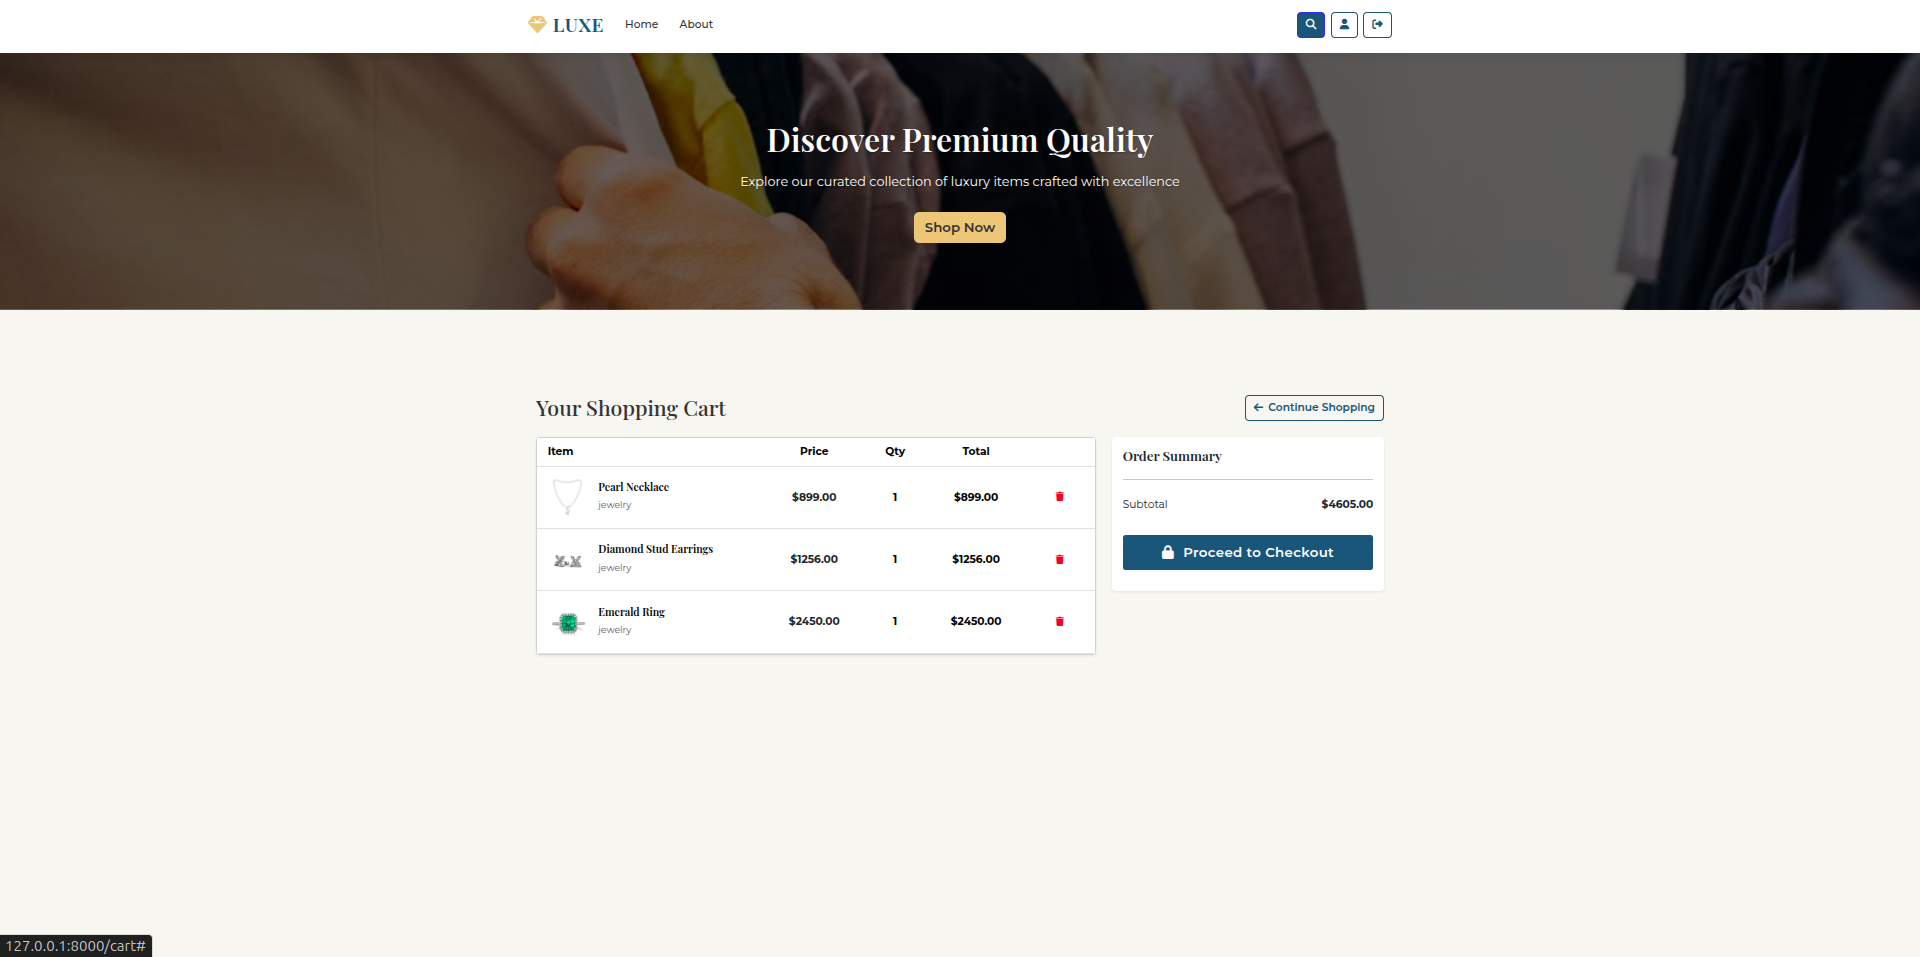 LUXE Home About
Discover Premium Quality
Explore our curated collection of luxury items crafted with excellence
Shop Now
Your Shopping Cart
Continue Shopping
Item Price Qty Total
Pearl Necklace
jewelry
$899.00 1 $899.00
Diamond Stud Earrings
jewelry
$1256.00 1 $1256.00
Emerald Ring
jewelry
$2450.00 1 $2450.00
Order Summary
Subtotal $4605.00
Proceed to Checkout
127.0.0.1:8000/cart#